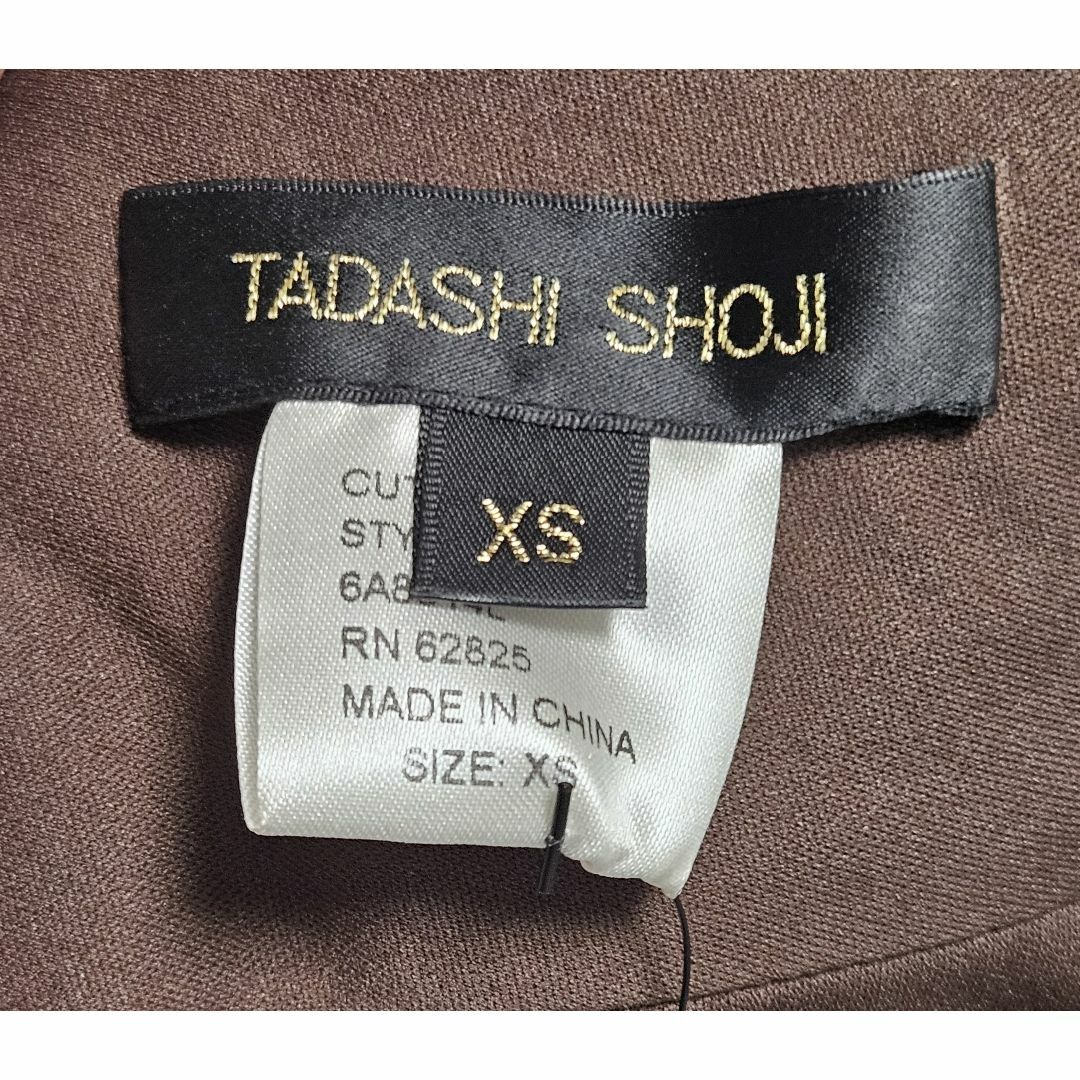 TADASHI SHOJI
XS
RN 62825
MADE IN CHINA
SIZE: XS